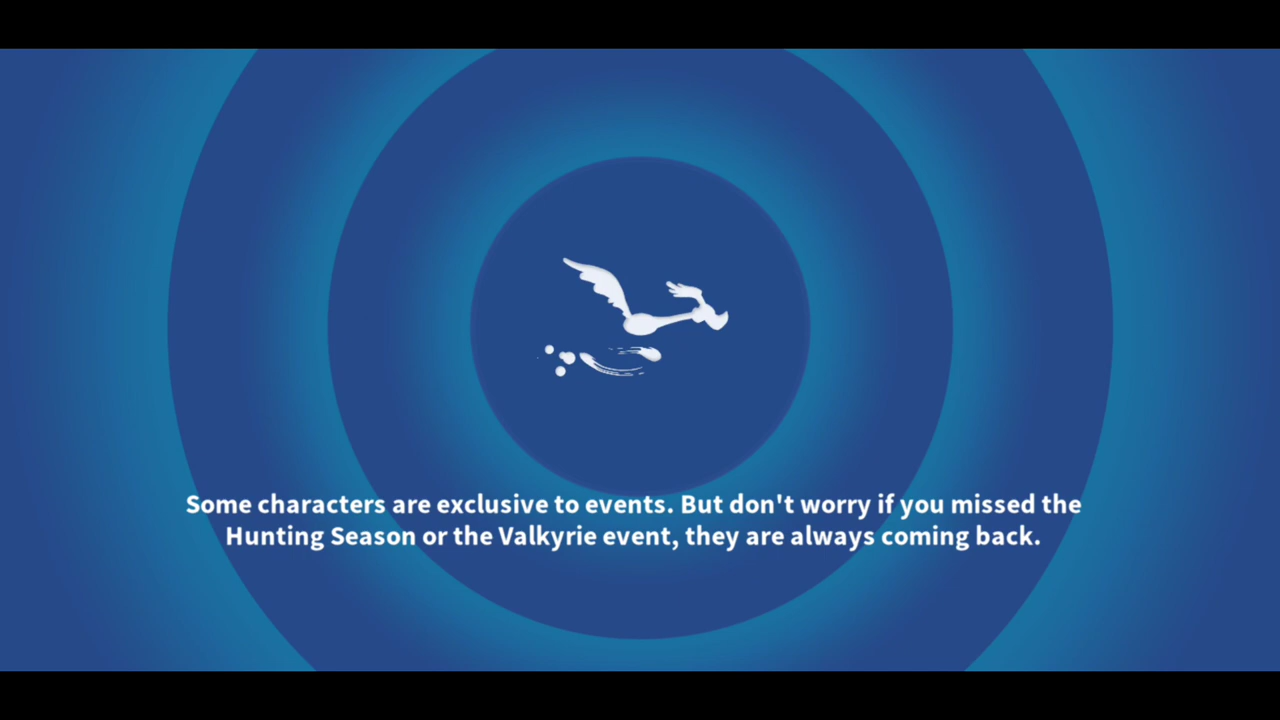 Some characters are exclusive to events. But don't worry if you missed the
Hunting Season or the Valkyrie event, they are always coming back.